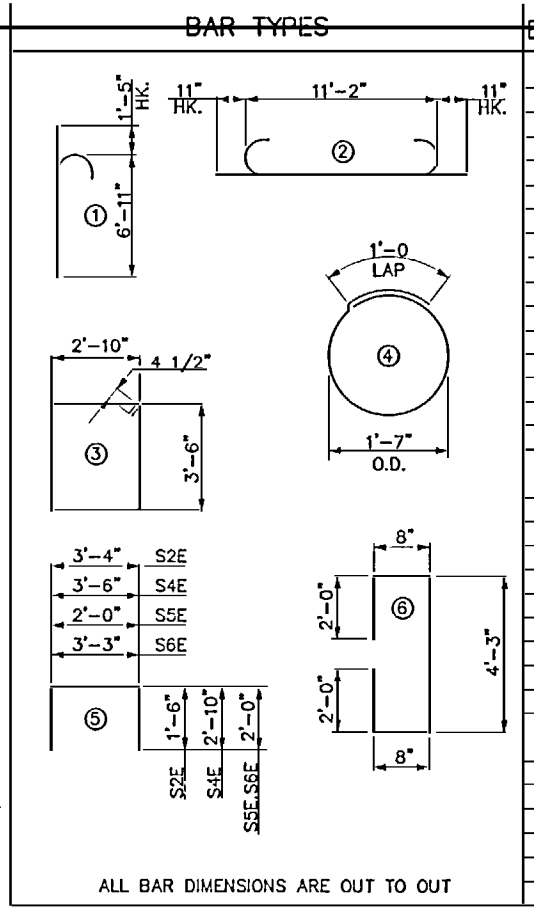 BAR TYPES
1'-5"
HK.
6'-11"
1
11"
HK.
11'-2"
11"
HK.
2
1'-0
LAP
4
1'-7"
O.D.
2'-10"
4 1/2"
3
3'-6"
3'-4" S2E
3'-6" S4E
2'-0" S5E
3'-3" S6E
5
1'-6"
2'-10"
2'-0"
S2E
S4E
S5E,S6E
8"
6
2'-0"
2'-0"
4'-3"
8"
ALL BAR DIMENSIONS ARE OUT TO OUT